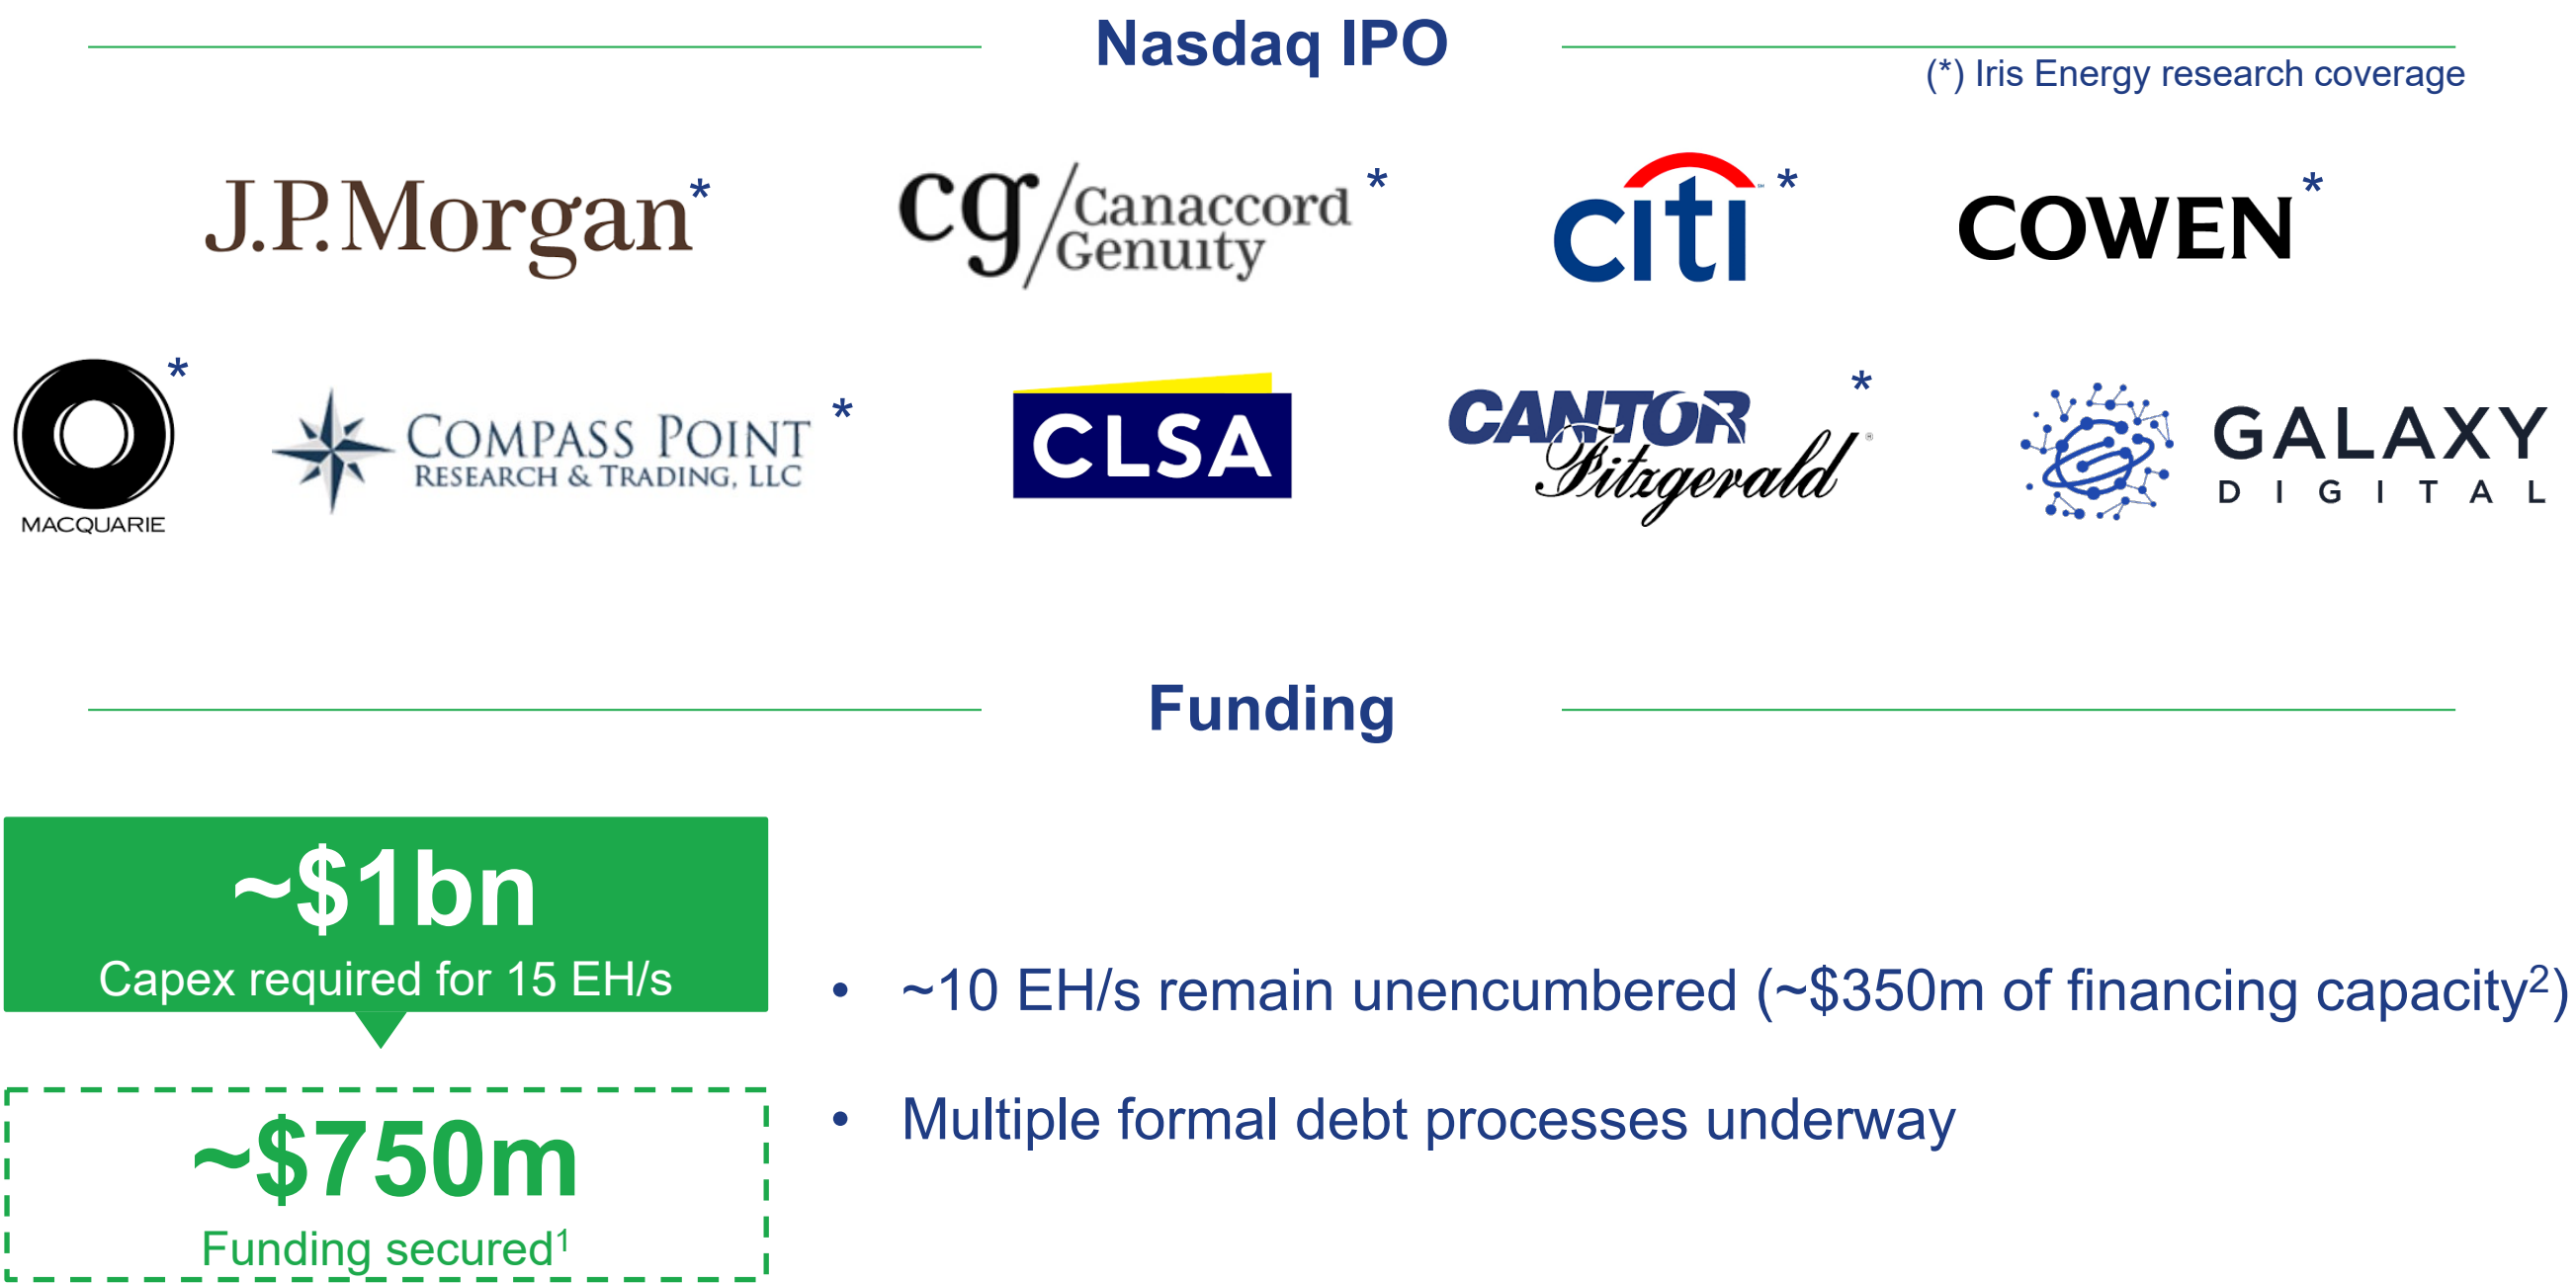 Nasdaq IPO
(*) Iris Energy research coverage
J.P.Morgan*
cg/Canaccord Genuity*
citi℠*
COWEN*
MACQUARIE*
COMPASS POINT*
RESEARCH & TRADING, LLC
CLSA
CANTOR*
Fitzgerald®
GALAXY
DIGITAL
Funding
~$1bn
Capex required for 15 EH/s
• ~10 EH/s remain unencumbered (~$350m of financing capacity²)
~$750m
Funding secured¹
• Multiple formal debt processes underway